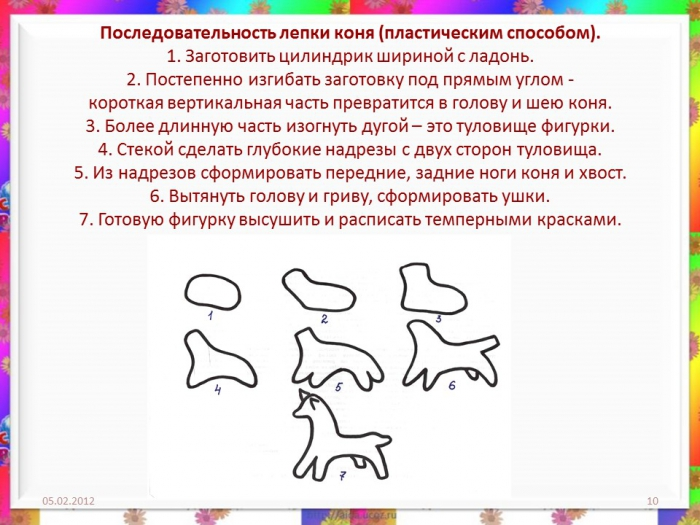 Последовательность лепки коня (пластическим способом).
1. Заготовить цилиндрик шириной с ладонь.
2. Постепенно изгибать заготовку под прямым углом -
короткая вертикальная часть превратится в голову и шею коня.
3. Более длинную часть изогнуть дугой – это туловище фигурки.
4. Стекой сделать глубокие надрезы с двух сторон туловища.
5. Из надрезов сформировать передние, задние ноги коня и хвост.
6. Вытянуть голову и гриву, сформировать ушки.
7. Готовую фигурку высушить и расписать темперными красками.
1 2 3
4 5 6
7
05.02.2012 10